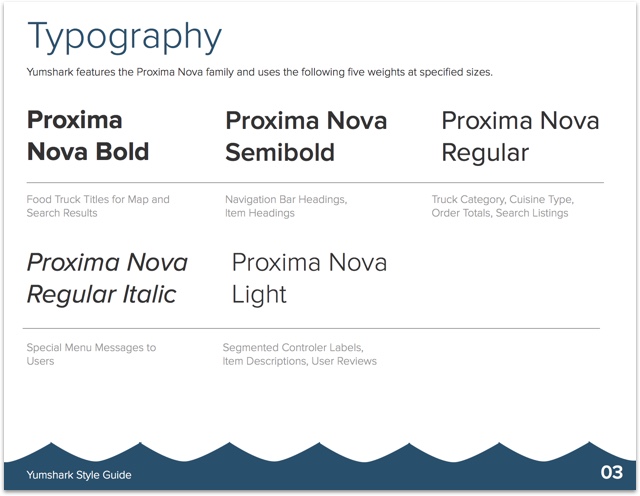 Typography
Yumshark features the Proxima Nova family and uses the following five weights at specified sizes.
Proxima
Nova Bold
Proxima Nova
Semibold
Proxima Nova
Regular
Food Truck Titles for Map and
Search Results
Navigation Bar Headings,
Item Headings
Truck Category, Cuisine Type,
Order Totals, Search Listings
Proxima Nova
Regular Italic
Proxima Nova
Light
Special Menu Messages to
Users
Segmented Controler Labels,
Item Descriptions, User Reviews
Yumshark Style Guide
03